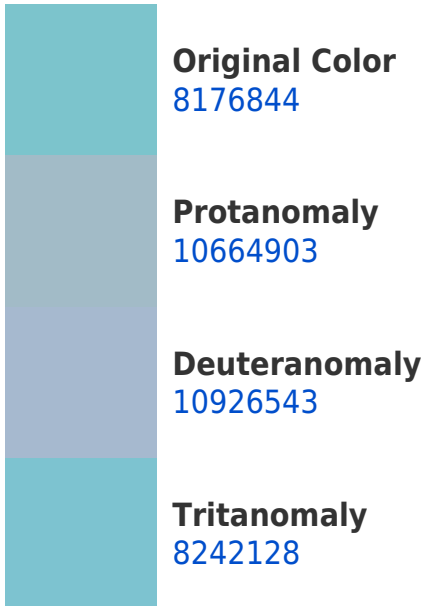 Original Color
8176844
Protanomaly
10664903
Deuteranomaly
10926543
Tritanomaly
8242128